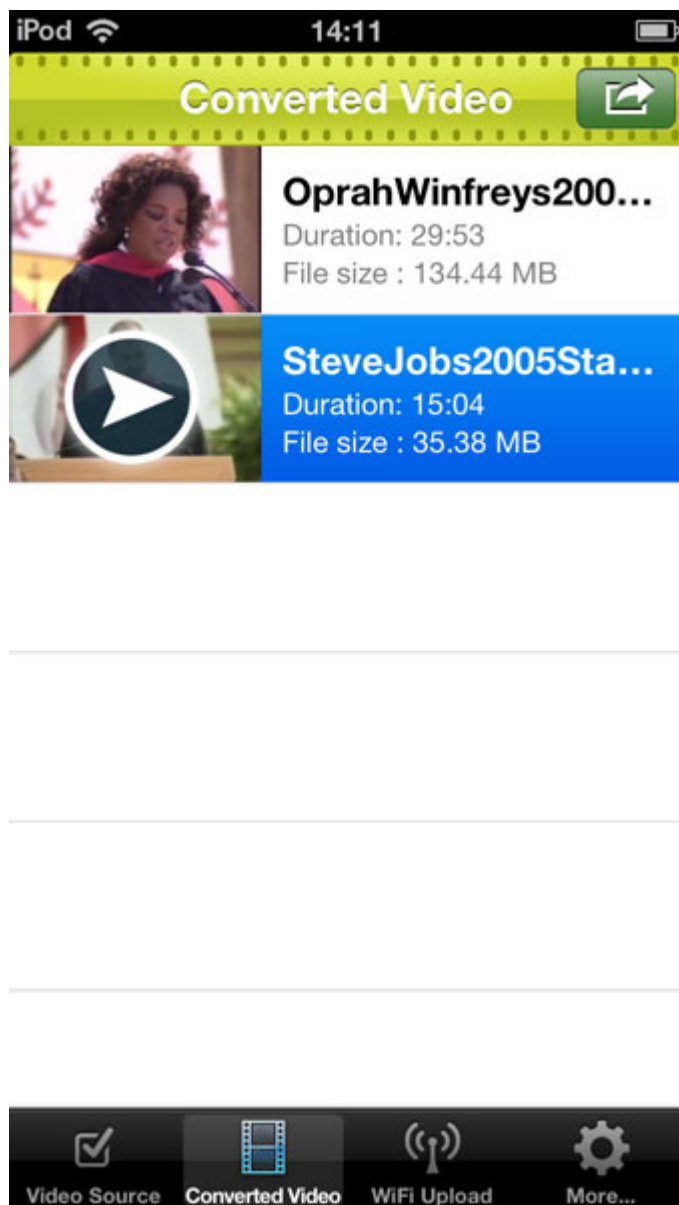 iPod 14:11
Converted Video
OprahWinfreys200...
Duration: 29:53
File size : 134.44 MB
SteveJobs2005Sta...
Duration: 15:04
File size : 35.38 MB
Video Source Converted Video WiFi Upload More...